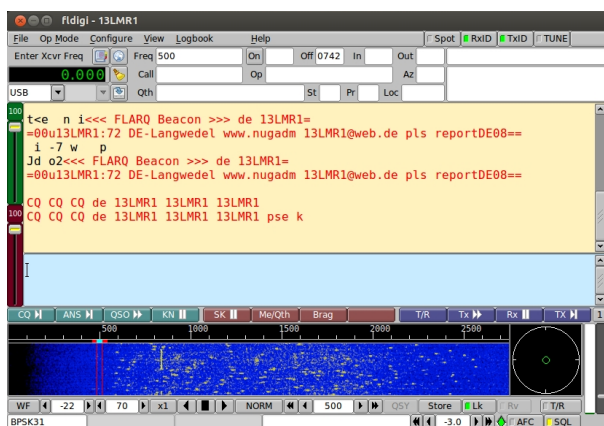 fldigi - 13LMR1
File Op Mode Configure View Logbook Help Spot RxID TxID TUNE
Enter Xcvr Freq Freq 500 On Off 0742 In Out
0.000 Call Op Az
USB Qth St Pr Loc
100
t<e n i<<< FLARQ Beacon >>> de 13LMR1=
=00u13LMR1:72 DE-Langwedel www.nugadm 13LMR1@web.de pls reportDE08==
i -7 w p
Jd o2<<< FLARQ Beacon >>> de 13LMR1=
=00u13LMR1:72 DE-Langwedel www.nugadm 13LMR1@web.de pls reportDE08==
CQ CQ CQ de 13LMR1 13LMR1 13LMR1
100
CQ CQ CQ de 13LMR1 13LMR1 13LMR1 pse k
CQ ANS QSO KN SK Me/Qth Brag T/R Tx Rx TX 1
500 1000 1500 2000 2500
WF -22 70 x1 NORM 500 QSY Store Lk Rv T/R
BPSK31 -3.0 AFC SQL